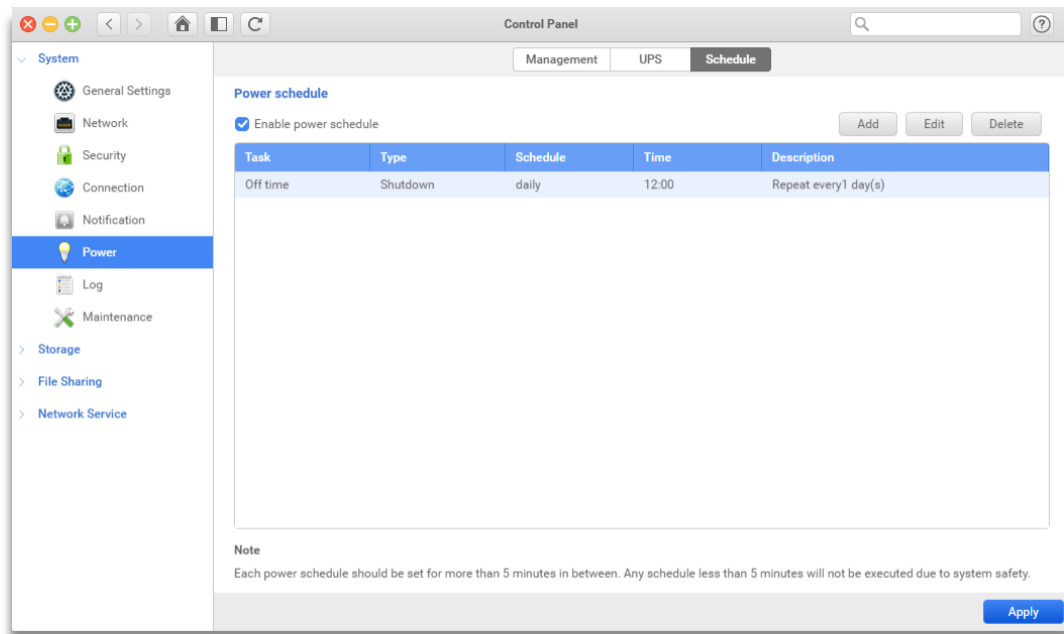 Control Panel
System
General Settings
Network
Security
Connection
Notification
Power
Log
Maintenance
Storage
File Sharing
Network Service
Management UPS Schedule
Power schedule
Enable power schedule
Add Edit Delete
Task Type Schedule Time Description
Off time Shutdown daily 12:00 Repeat every1 day(s)
Note
Each power schedule should be set for more than 5 minutes in between. Any schedule less than 5 minutes will not be executed due to system safety.
Apply